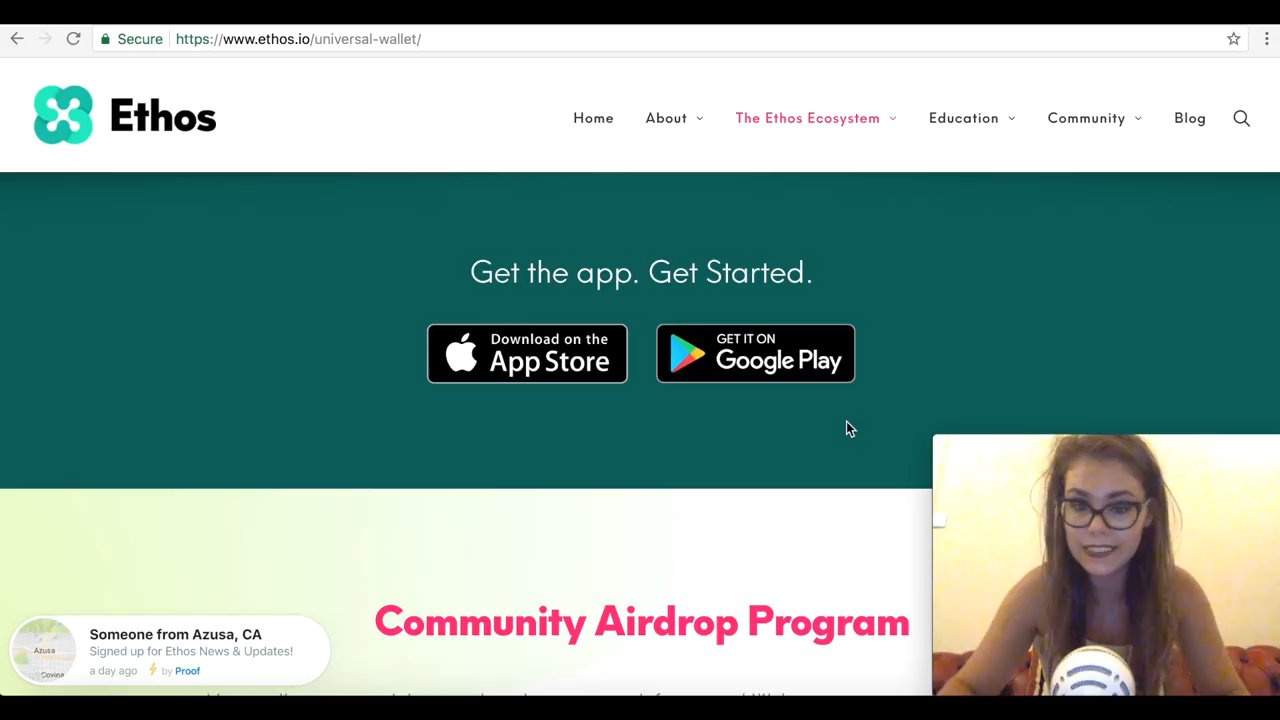 Secure https://www.ethos.io/universal-wallet/
Ethos
Home About The Ethos Ecosystem Education Community Blog
Get the app. Get Started.
Download on the
App Store
GET IT ON
Google Play
Community Airdrop Program
Azusa
Covina
Someone from Azusa, CA
Signed up for Ethos News & Updates!
a day ago by Proof